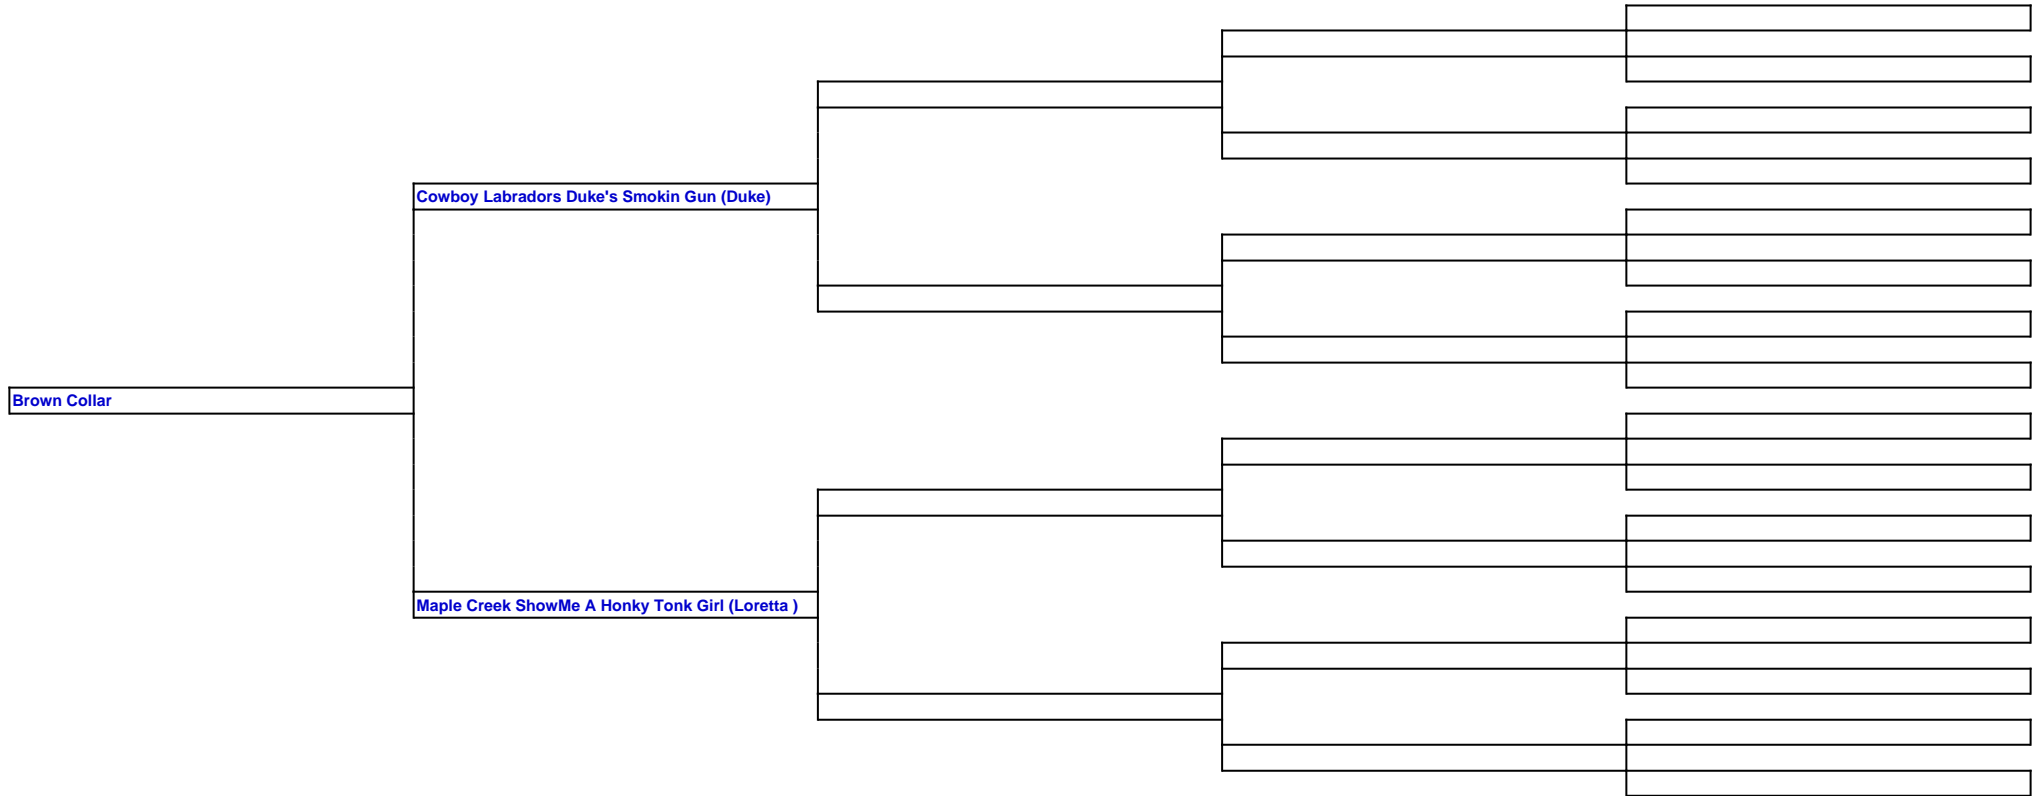 Cowboy Labradors Duke's Smokin Gun (Duke)
Brown Collar
Maple Creek ShowMe A Honky Tonk Girl (Loretta )